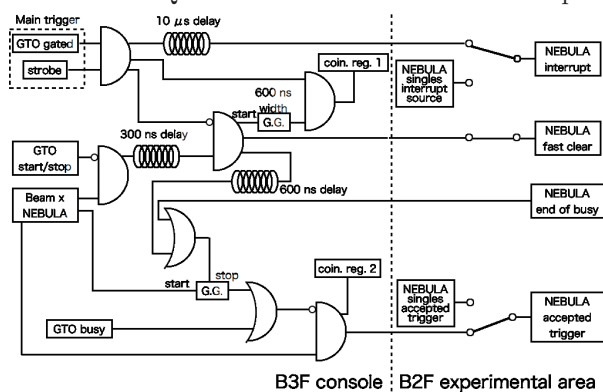 Main trigger
GTO gated
strobe
10 μs delay
coin. reg. 1
NEBULA
interrupt
NEBULA
singles
interrupt
source
600 ns
width
start
G.G.
GTO
start/stop
300 ns delay
NEBULA
fast clear
600 ns delay
Beam x
NEBULA
NEBULA
end of busy
coin. reg. 2
stop
start
G.G.
NEBULA
singles
accepted
trigger
NEBULA
accepted
trigger
GTO busy
B3F console
B2F experimental area